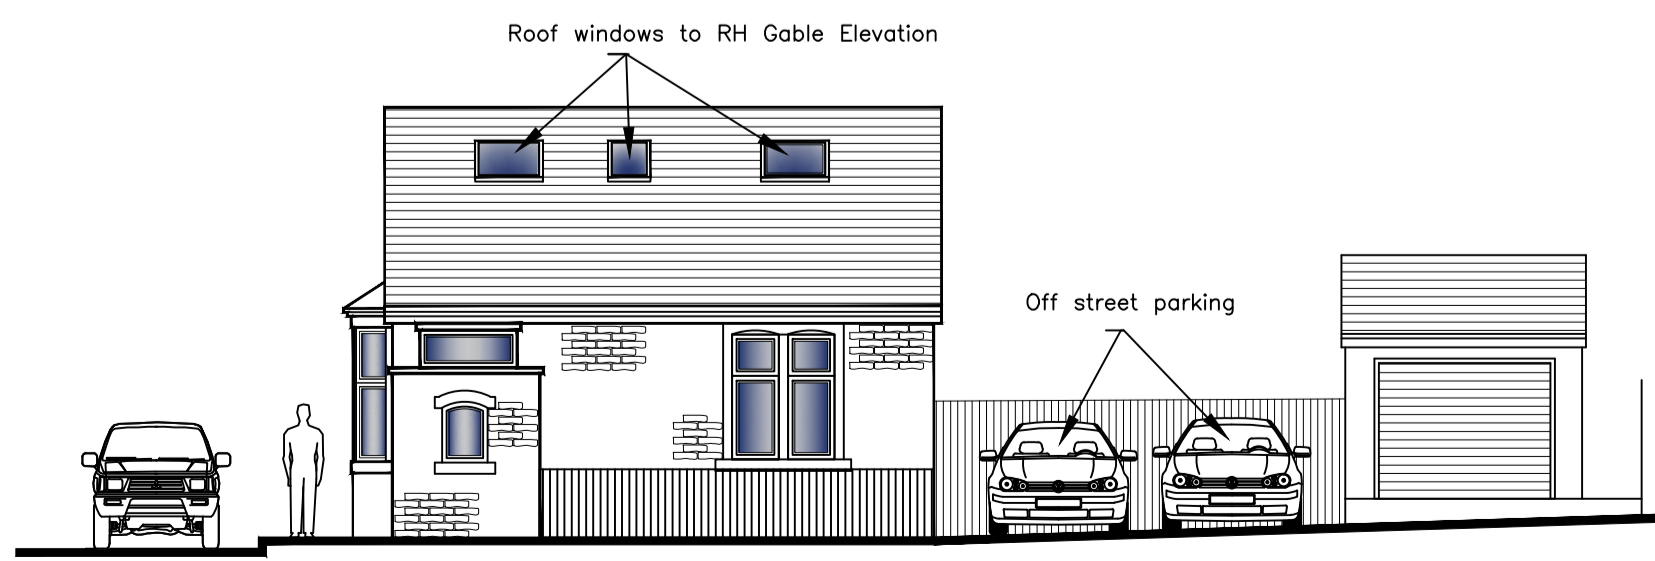 Roof windows to RH Gable Elevation
Off street parking